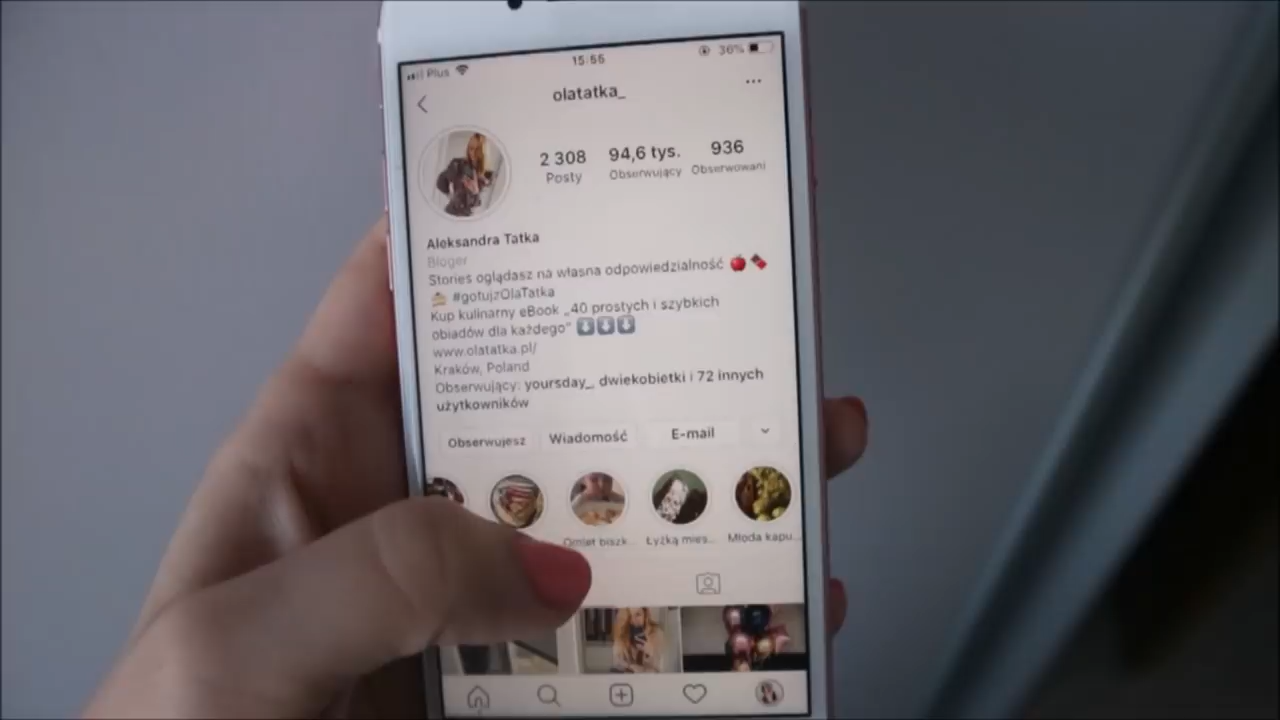 Plus 15:55 36%
olatatka_
2 308 94,6 tys. 936
Posty Obserwujący Obserwowani
Aleksandra Tatka
Bloger
Stories oglądasz na własna odpowiedzialność
#gotujzOlaTatka
Kup kulinarny eBook „40 prostych i szybkich
obiadów dla każdego"
www.olatatka.pl/
Kraków, Poland
Obserwujący: yoursday_, dwiekobietki i 72 innych
użytkowników
Obserwujesz Wiadomość E-mail
Omlet biszk... Łyżką mies... Młoda kapu...